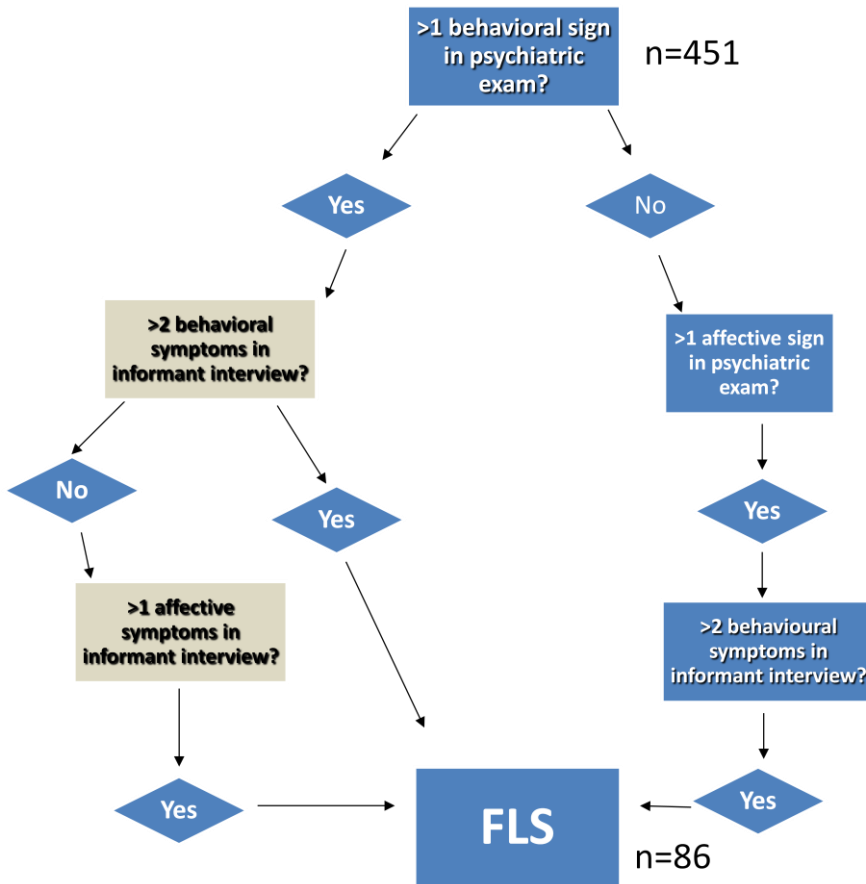 >1 behavioral sign
in psychiatric
exam?
n=451
Yes
No
>2 behavioral
symptoms in
informant interview?
>1 affective sign
in psychiatric
exam?
No
Yes
Yes
>1 affective
symptoms in
informant interview?
>2 behavioural
symptoms in
informant interview?
Yes
FLS
Yes
n=86